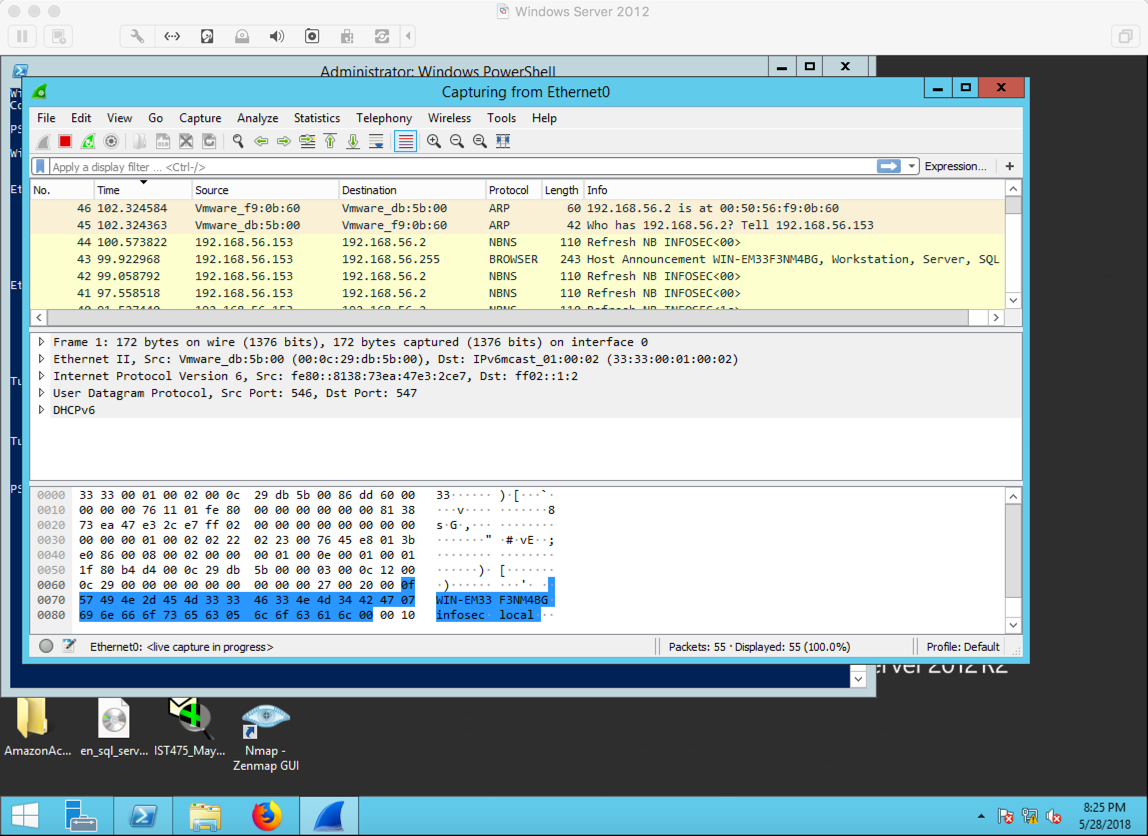 Windows Server 2012
Administrator: Windows PowerShell
Capturing from Ethernet0
File Edit View Go Capture Analyze Statistics Telephony Wireless Tools Help
Apply a display filter ... <Ctrl-/> Expression... +
No. Time Source Destination Protocol Length Info
46 102.324584 Vmware_f9:0b:60 Vmware_db:5b:00 ARP 60 192.168.56.2 is at 00:50:56:f9:0b:60
45 102.324363 Vmware_db:5b:00 Vmware_f9:0b:60 ARP 42 Who has 192.168.56.2? Tell 192.168.56.153
44 100.573822 192.168.56.153 192.168.56.2 NBNS 110 Refresh NB INFOSEC<00>
43 99.922968 192.168.56.153 192.168.56.255 BROWSER 243 Host Announcement WIN-EM33F3NM4BG, Workstation, Server, SQL
42 99.058792 192.168.56.153 192.168.56.2 NBNS 110 Refresh NB INFOSEC<00>
41 97.558518 192.168.56.153 192.168.56.2 NBNS 110 Refresh NB INFOSEC<00>
Frame 1: 172 bytes on wire (1376 bits), 172 bytes captured (1376 bits) on interface 0
Ethernet II, Src: Vmware_db:5b:00 (00:0c:29:db:5b:00), Dst: IPv6mcast_01:00:02 (33:33:00:01:00:02)
Internet Protocol Version 6, Src: fe80::8138:73ea:47e3:2ce7, Dst: ff02::1:2
User Datagram Protocol, Src Port: 546, Dst Port: 547
DHCPv6
0000 33 33 00 01 00 02 00 0c 29 db 5b 00 86 dd 60 00 33······ )·[···`·
0010 00 00 00 76 11 01 fe 80 00 00 00 00 00 00 81 38 ···v···· ·······8
0020 73 ea 47 e3 2c e7 ff 02 00 00 00 00 00 00 00 00 s·G·,··· ········
0030 00 00 00 01 00 02 02 22 02 23 00 76 45 e8 01 3b ·······" ·#·vE··;
0040 e0 86 00 08 00 02 00 00 00 01 00 0e 00 01 00 01 ········ ········
0050 1f 80 b4 d4 00 0c 29 db 5b 00 00 03 00 0c 12 00 ······)· [·······
0060 0c 29 00 00 00 00 00 00 00 00 00 27 00 20 00 0f ·)······ ···'· ··
0070 57 49 4e 2d 45 4d 33 33 46 33 4e 4d 34 42 47 07 WIN-EM33 F3NM4BG·
0080 69 6e 66 6f 73 65 63 05 6c 6f 63 61 6c 00 00 10 infosec· local···
Ethernet0: <live capture in progress> Packets: 55 · Displayed: 55 (100.0%) Profile: Default
erver 2012 R2
AmazonAc... en_sql_serv... IST475_May... Nmap -
Zenmap GUI
8:25 PM
5/28/2018